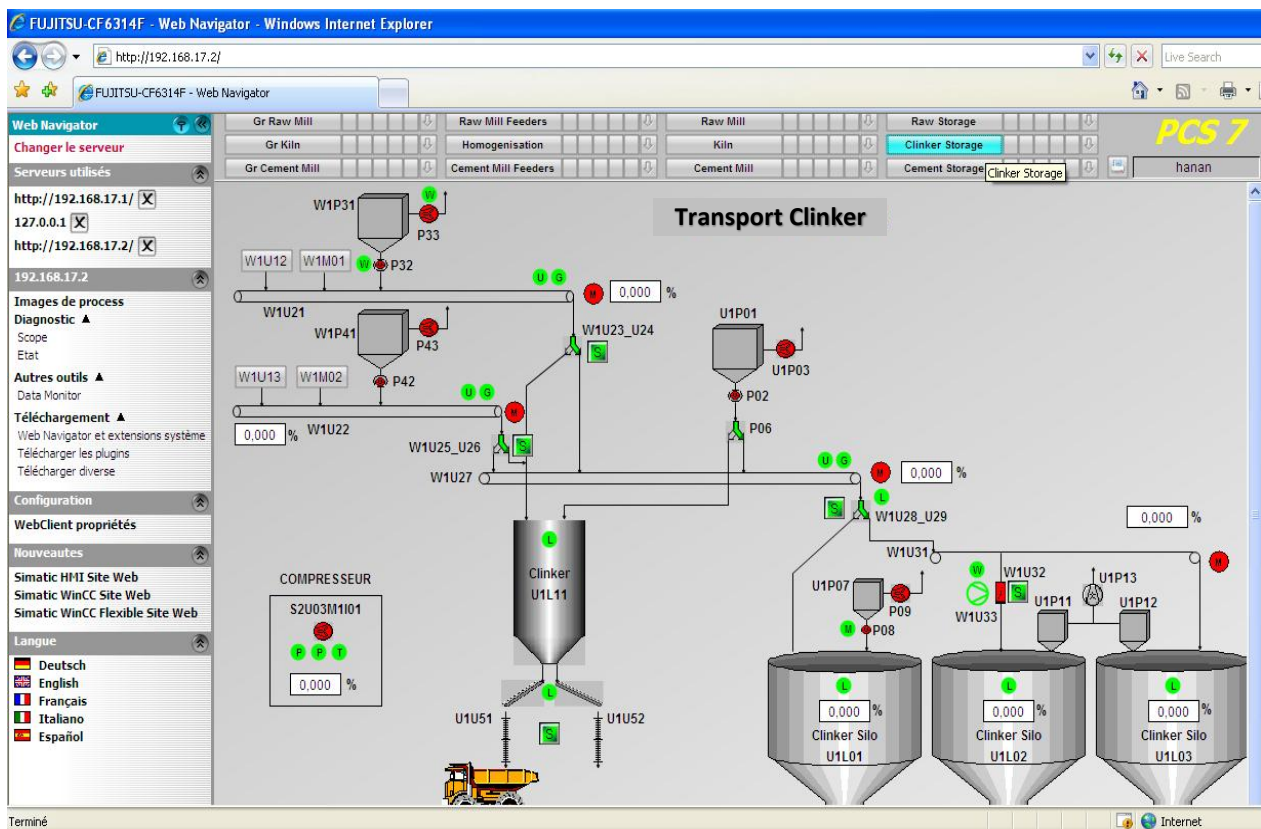 FUJITSU-CF6314F - Web Navigator - Windows Internet Explorer
http://192.168.17.2/
Live Search
FUJITSU-CF6314F - Web Navigator
Web Navigator
Changer le serveur
Serveurs utilisés
http://192.168.17.1/ X
127.0.0.1 X
http://192.168.17.2/ X
192.168.17.2
Images de process
Diagnostic ▲
Scope
Etat
Autres outils ▲
Data Monitor
Téléchargement ▲
Web Navigator et extensions système
Télécharger les plugins
Télécharger diverse
Configuration
WebClient propriétés
Nouveautes
Simatic HMI Site Web
Simatic WinCC Site Web
Simatic WinCC Flexible Site Web
Langue
Deutsch
English
Français
Italiano
Español
Gr Raw Mill Raw Mill Feeders Raw Mill Raw Storage
Gr Kiln Homogenisation Kiln Clinker Storage
Gr Cement Mill Cement Mill Feeders Cement Mill Cement Storage
Clinker Storage
PCS 7
hanan
Transport Clinker
W1P31
W
P33
W P32
W1U12 W1M01
U G
M 0,000 %
W1U21
W1P41
P43
W1U23_U24
S
U1P01
U1P03
W1U13 W1M02
P42
P02
U G
M
0,000 % W1U22
W1U25_U26
S
P06
W1U27
U G
M 0,000 %
L
S
W1U28_U29
0,000 %
W1U31
M
L
Clinker
U1L11
COMPRESSEUR
S2U03M1I01
P P T
0,000 %
U1P07
P09
M P08
W W1U32
S
W1U33
U1P13
U1P11 U1P12
L
U1U51 U1U52
S
L L L
0,000 % 0,000 % 0,000 %
Clinker Silo Clinker Silo Clinker Silo
U1L01 U1L02 U1L03
Terminé
Internet